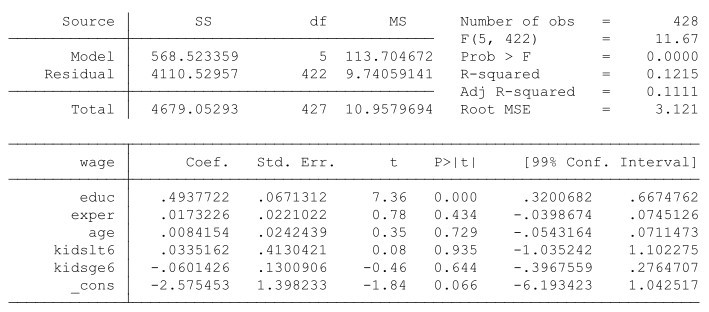 Source SS df MS Number of obs = 428
F(5, 422) = 11.67
Model 568.523359 5 113.704672 Prob > F = 0.0000
Residual 4110.52957 422 9.74059141 R-squared = 0.1215
Adj R-squared = 0.1111
Total 4679.05293 427 10.9579694 Root MSE = 3.121
wage Coef. Std. Err. t P>|t| [99% Conf. Interval]
educ .4937722 .0671312 7.36 0.000 .3200682 .6674762
exper .0173226 .0221022 0.78 0.434 -.0398674 .0745126
age .0084154 .0242439 0.35 0.729 -.0543164 .0711473
kidslt6 .0335162 .4130421 0.08 0.935 -1.035242 1.102275
kidsge6 -.0601426 .1300906 -0.46 0.644 -.3967559 .2764707
_cons -2.575453 1.398233 -1.84 0.066 -6.193423 1.042517